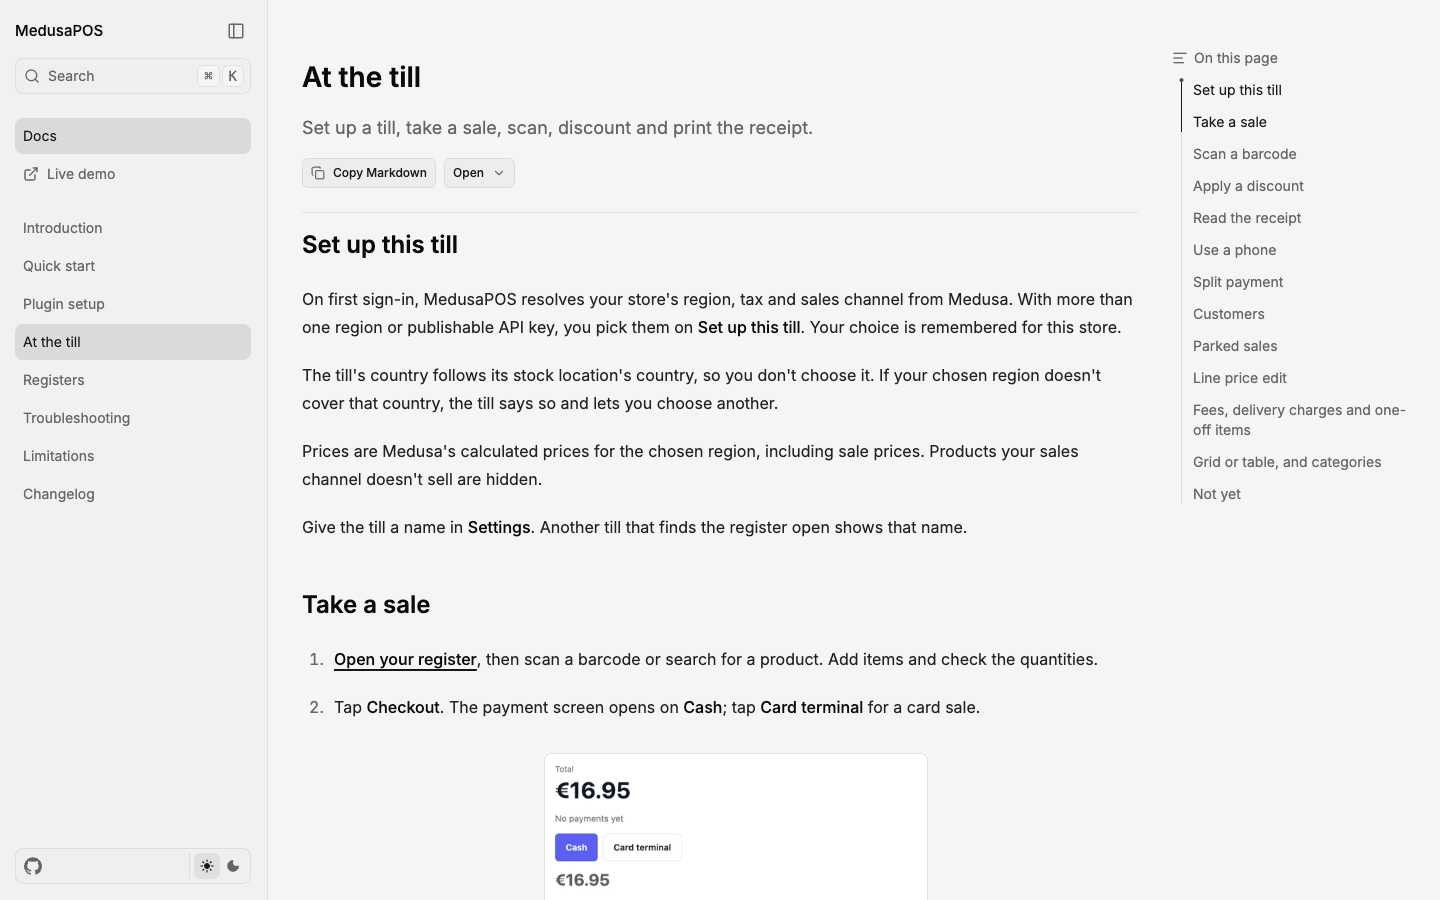 MedusaPOS
Search
⌘ K
Docs
Live demo
Introduction
Quick start
Plugin setup
At the till
Registers
Troubleshooting
Limitations
Changelog
At the till
Set up a till, take a sale, scan, discount and print the receipt.
Copy Markdown
Open
Set up this till
On first sign-in, MedusaPOS resolves your store's region, tax and sales channel from Medusa. With more than
one region or publishable API key, you pick them on Set up this till. Your choice is remembered for this store.
The till's country follows its stock location's country, so you don't choose it. If your chosen region doesn't
cover that country, the till says so and lets you choose another.
Prices are Medusa's calculated prices for the chosen region, including sale prices. Products your sales
channel doesn't sell are hidden.
Give the till a name in Settings. Another till that finds the register open shows that name.
Take a sale
1. Open your register, then scan a barcode or search for a product. Add items and check the quantities.
2. Tap Checkout. The payment screen opens on Cash; tap Card terminal for a card sale.
Total
€16.95
No payments yet
Cash
Card terminal
€16.95
On this page
Set up this till
Take a sale
Scan a barcode
Apply a discount
Read the receipt
Use a phone
Split payment
Customers
Parked sales
Line price edit
Fees, delivery charges and one-
off items
Grid or table, and categories
Not yet